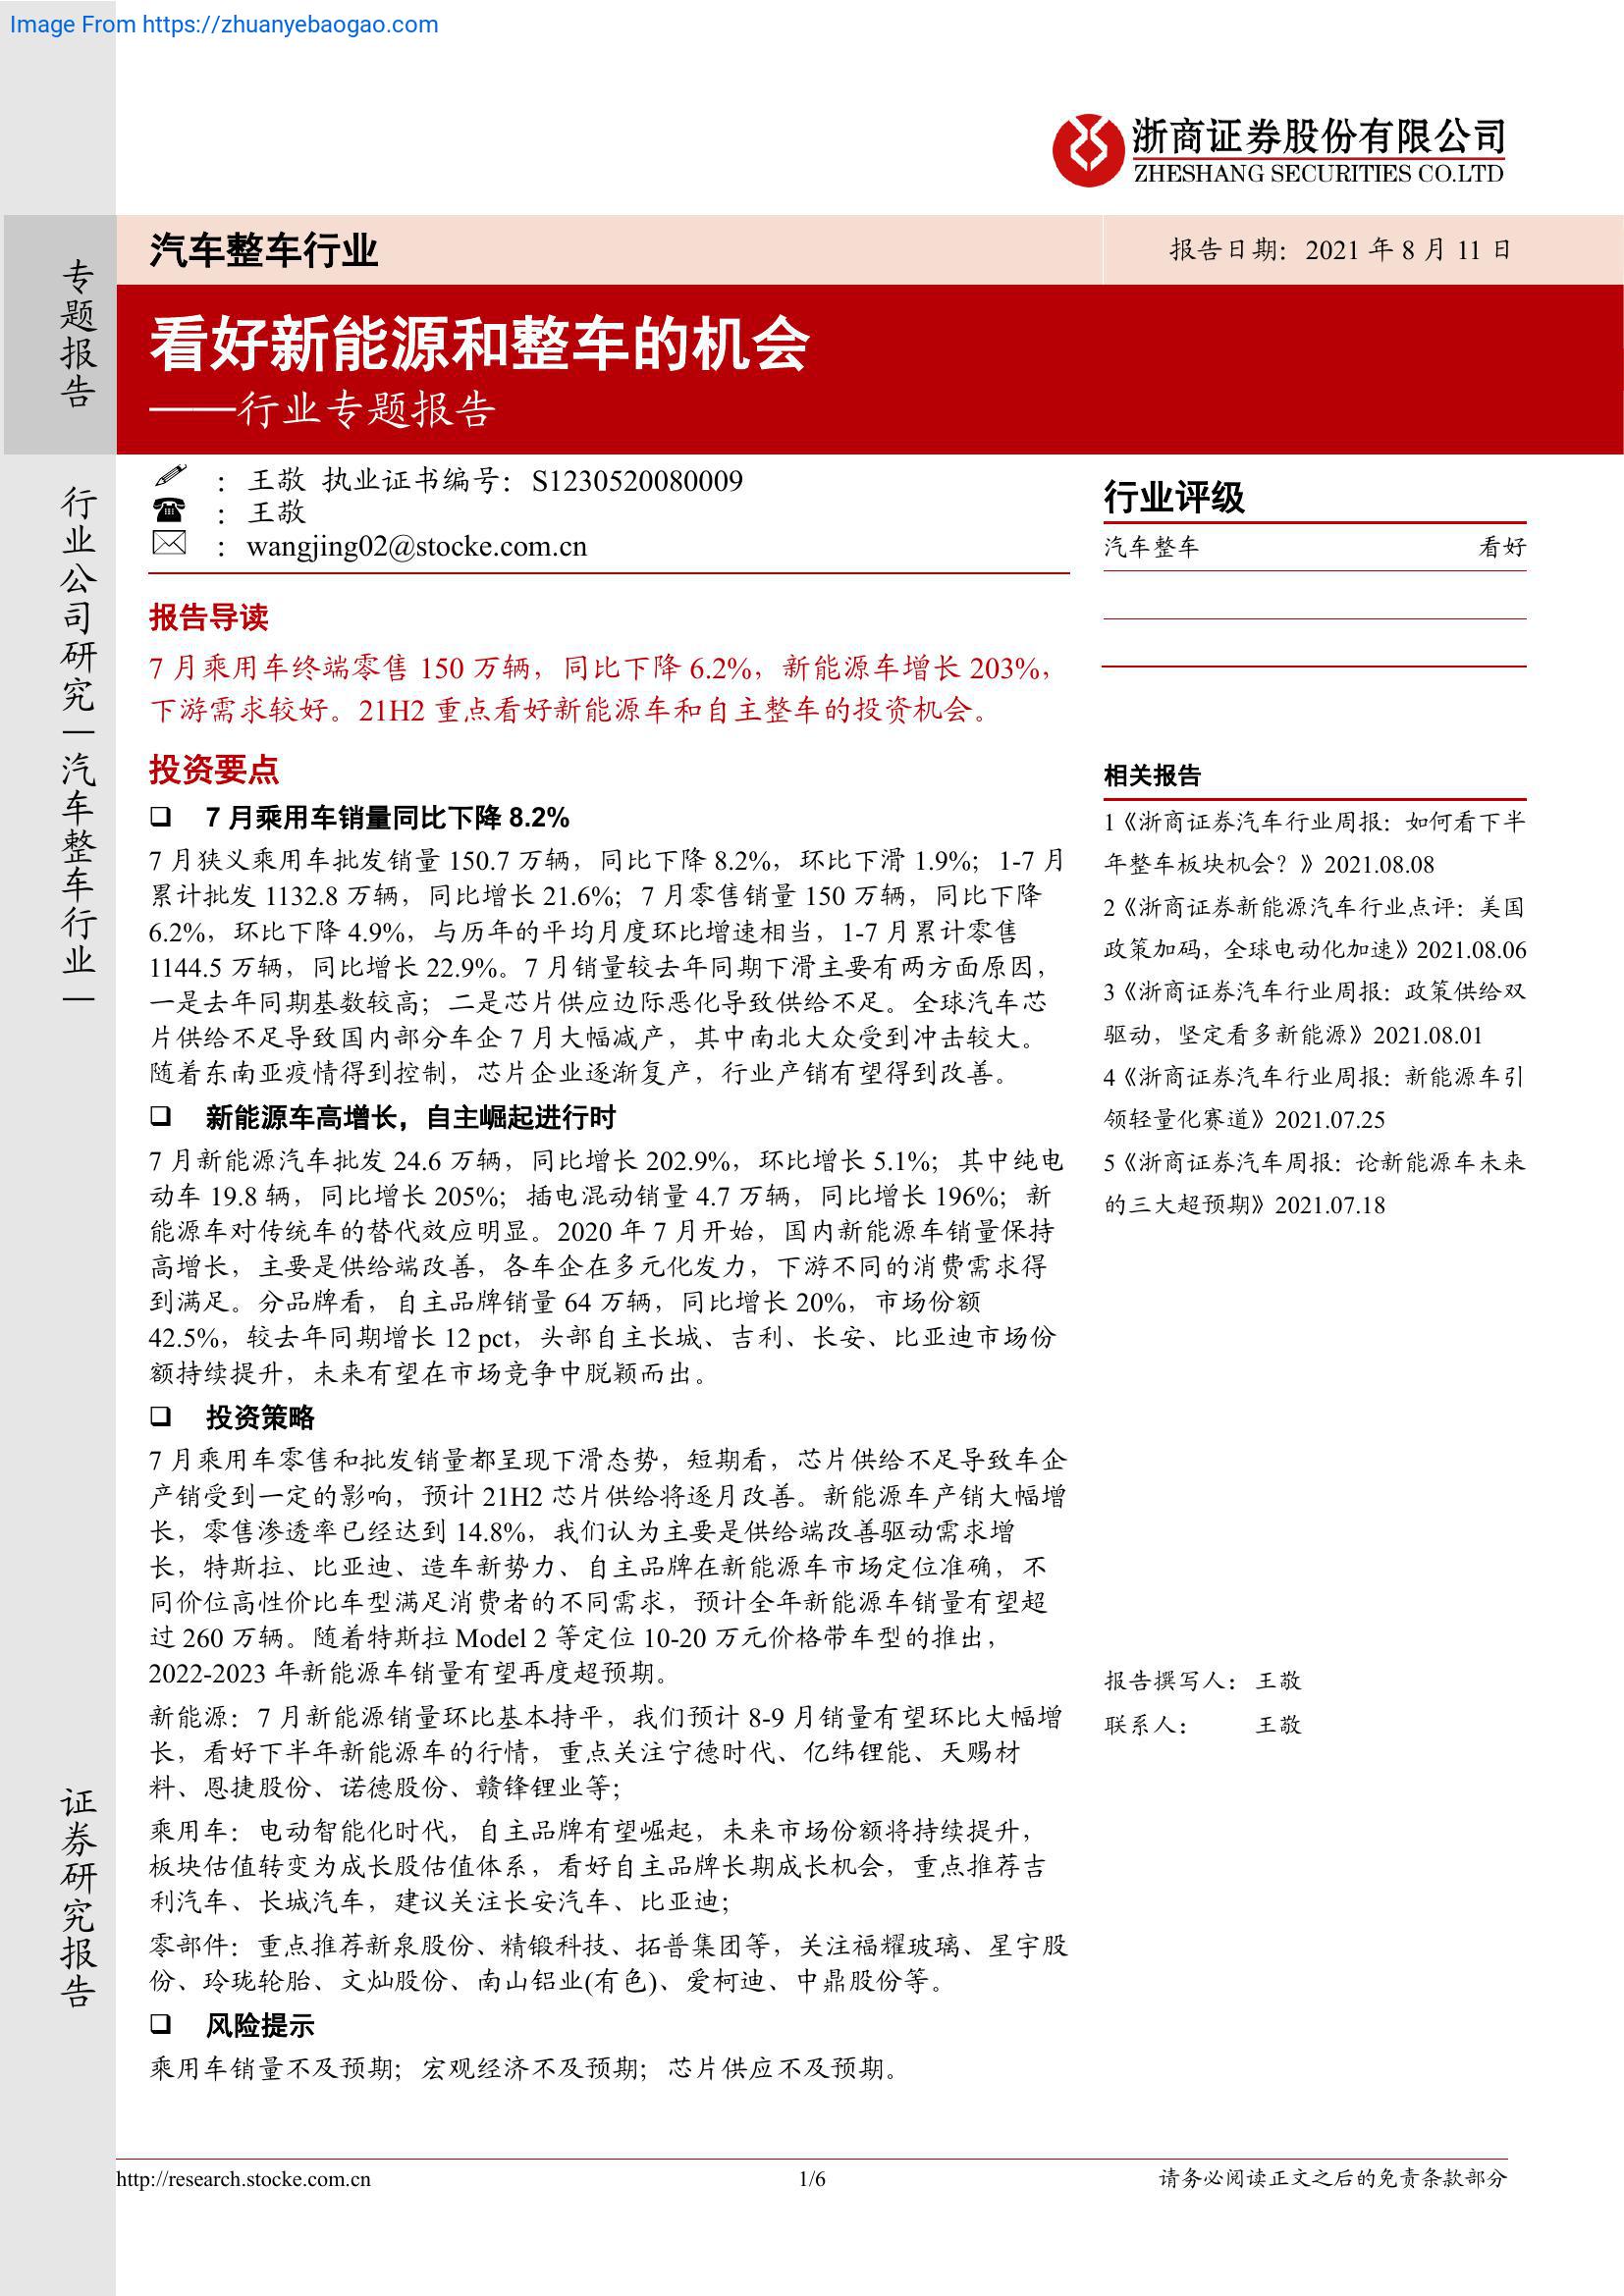 Image From https://zhuanyebaogao.com
浙商证券股份有限公司
ZHESHANG SECURITIES CO.LTD
专题报告
汽车整车行业
报告日期：2021 年 8 月 11 日
看好新能源和整车的机会
——行业专题报告
行业公司研究｜汽车整车行业｜
：王敬 执业证书编号：S1230520080009
：王敬
：wangjing02@stocke.com.cn
报告导读
7 月乘用车终端零售 150 万辆，同比下降 6.2%，新能源车增长 203%，
下游需求较好。21H2 重点看好新能源车和自主整车的投资机会。
投资要点
❑ 7 月乘用车销量同比下降 8.2%
7 月狭义乘用车批发销量 150.7 万辆，同比下降 8.2%，环比下滑 1.9%；1-7 月
累计批发 1132.8 万辆，同比增长 21.6%；7 月零售销量 150 万辆，同比下降
6.2%，环比下降 4.9%，与历年的平均月度环比增速相当，1-7 月累计零售
1144.5 万辆，同比增长 22.9%。7 月销量较去年同期下滑主要有两方面原因，
一是去年同期基数较高；二是芯片供应边际恶化导致供给不足。全球汽车芯
片供给不足导致国内部分车企 7 月大幅减产，其中南北大众受到冲击较大。
随着东南亚疫情得到控制，芯片企业逐渐复产，行业产销有望得到改善。
❑ 新能源车高增长，自主崛起进行时
7 月新能源汽车批发 24.6 万辆，同比增长 202.9%，环比增长 5.1%；其中纯电
动车 19.8 辆，同比增长 205%；插电混动销量 4.7 万辆，同比增长 196%；新
能源车对传统车的替代效应明显。2020 年 7 月开始，国内新能源车销量保持
高增长，主要是供给端改善，各车企在多元化发力，下游不同的消费需求得
到满足。分品牌看，自主品牌销量 64 万辆，同比增长 20%，市场份额
42.5%，较去年同期增长 12 pct，头部自主长城、吉利、长安、比亚迪市场份
额持续提升，未来有望在市场竞争中脱颖而出。
❑ 投资策略
7 月乘用车零售和批发销量都呈现下滑态势，短期看，芯片供给不足导致车企
产销受到一定的影响，预计 21H2 芯片供给将逐月改善。新能源车产销大幅增
长，零售渗透率已经达到 14.8%，我们认为主要是供给端改善驱动需求增
长，特斯拉、比亚迪、造车新势力、自主品牌在新能源车市场定位准确，不
同价位高性价比车型满足消费者的不同需求，预计全年新能源车销量有望超
过 260 万辆。随着特斯拉 Model 2 等定位 10-20 万元价格带车型的推出，
2022-2023 年新能源车销量有望再度超预期。
新能源：7 月新能源销量环比基本持平，我们预计 8-9 月销量有望环比大幅增
长，看好下半年新能源车的行情，重点关注宁德时代、亿纬锂能、天赐材
料、恩捷股份、诺德股份、赣锋锂业等；
乘用车：电动智能化时代，自主品牌有望崛起，未来市场份额将持续提升，
板块估值转变为成长股估值体系，看好自主品牌长期成长机会，重点推荐吉
利汽车、长城汽车，建议关注长安汽车、比亚迪；
零部件：重点推荐新泉股份、精锻科技、拓普集团等，关注福耀玻璃、星宇股
份、玲珑轮胎、文灿股份、南山铝业(有色)、爱柯迪、中鼎股份等。
❑ 风险提示
乘用车销量不及预期；宏观经济不及预期；芯片供应不及预期。
行业评级
汽车整车 看好
相关报告
1《浙商证券汽车行业周报：如何看下半
年整车板块机会？》2021.08.08
2《浙商证券新能源汽车行业点评：美国
政策加码，全球电动化加速》2021.08.06
3《浙商证券汽车行业周报：政策供给双
驱动，坚定看多新能源》2021.08.01
4《浙商证券汽车行业周报：新能源车引
领轻量化赛道》2021.07.25
5《浙商证券汽车周报：论新能源车未来
的三大超预期》2021.07.18
报告撰写人： 王敬
联系人： 王敬
证券研究报告
http://research.stocke.com.cn
1/6
请务必阅读正文之后的免责条款部分